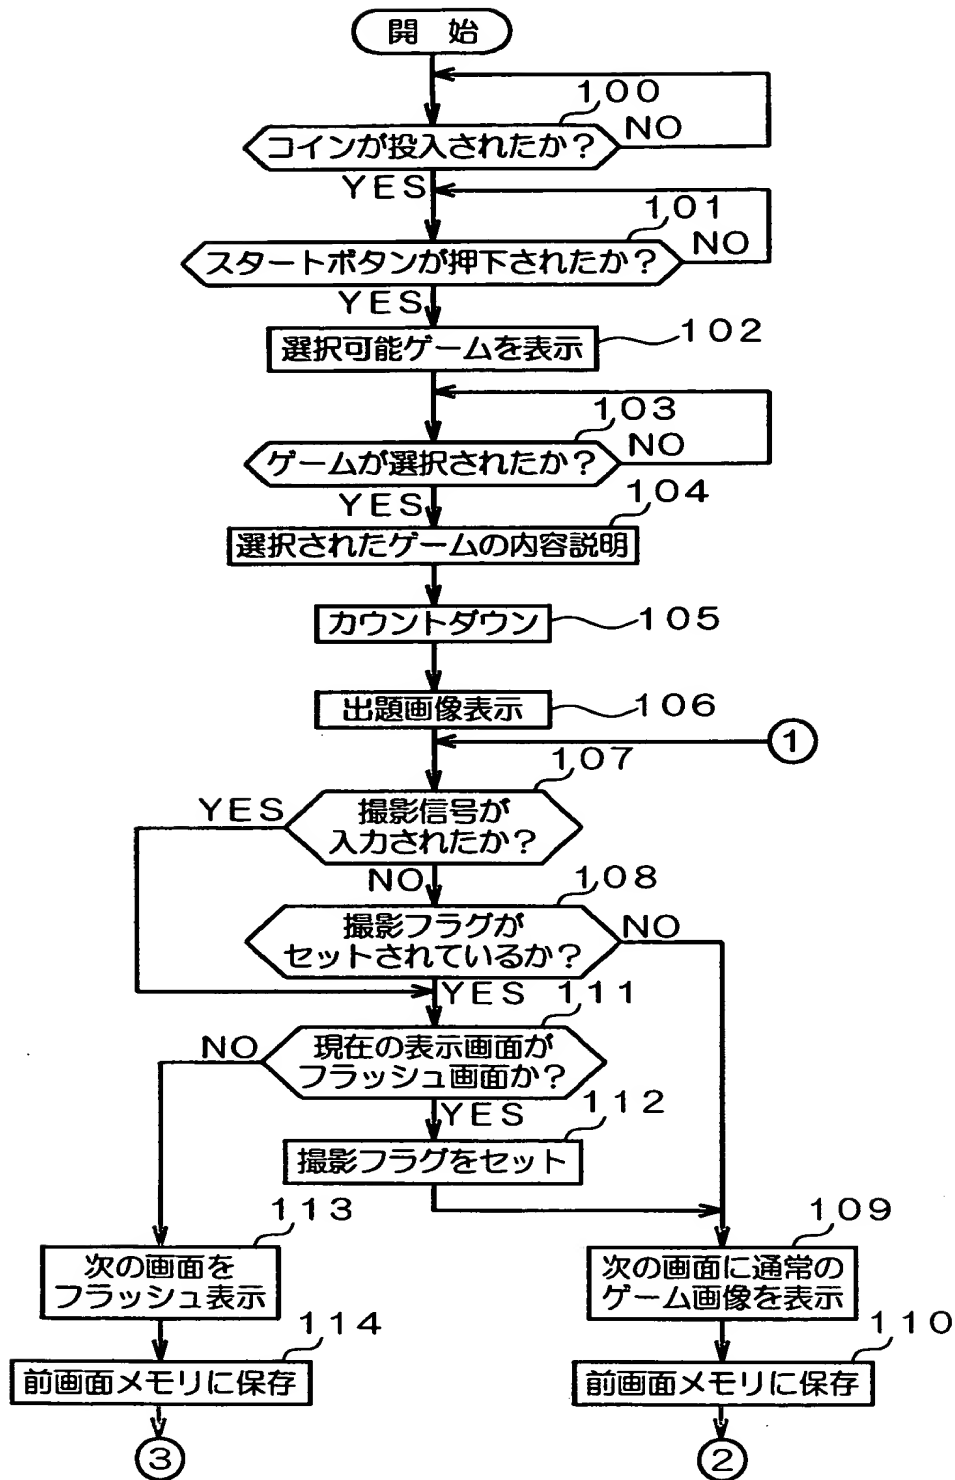 開 始
100
コインが投入されたか？
NO
YES
101
スタートボタンが押下されたか？
NO
YES
選択可能ゲームを表示
102
103
ゲームが選択されたか？
NO
YES
104
選択されたゲームの内容説明
カウントダウン
105
出題画像表示
106
①
107
YES
撮影信号が
入力されたか？
NO
108
撮影フラグが
セットされているか？
NO
YES
111
NO
現在の表示画面が
フラッシュ画面か？
YES
112
撮影フラグをセット
113
109
次の画面を
フラッシュ表示
次の画面に通常の
ゲーム画像を表示
114
110
前画面メモリに保存
前画面メモリに保存
③
②